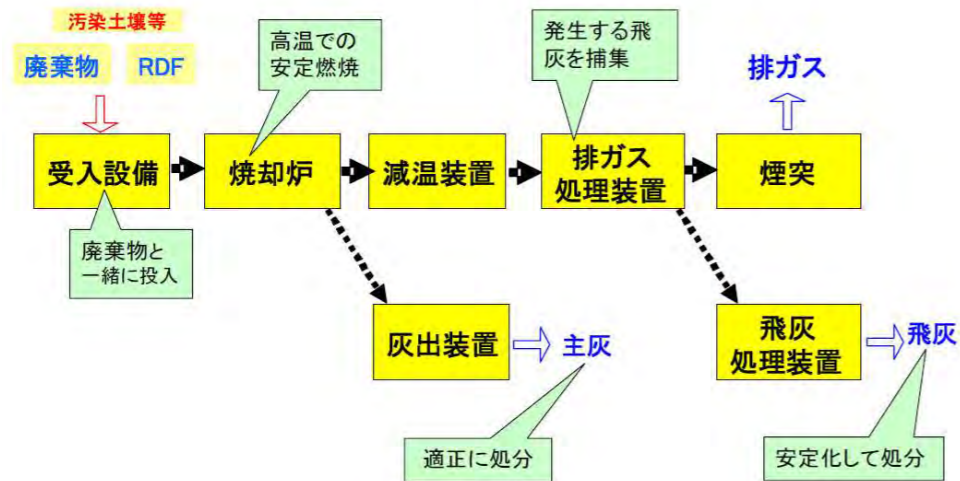 汚染土壌等
廃棄物 RDF
高温での
安定燃焼
発生する飛
灰を捕集
排ガス
受入設備
焼却炉
減温装置
排ガス
処理装置
煙突
廃棄物と
一緒に投入
灰出装置
主灰
飛灰
処理装置
飛灰
適正に処分
安定化して処分